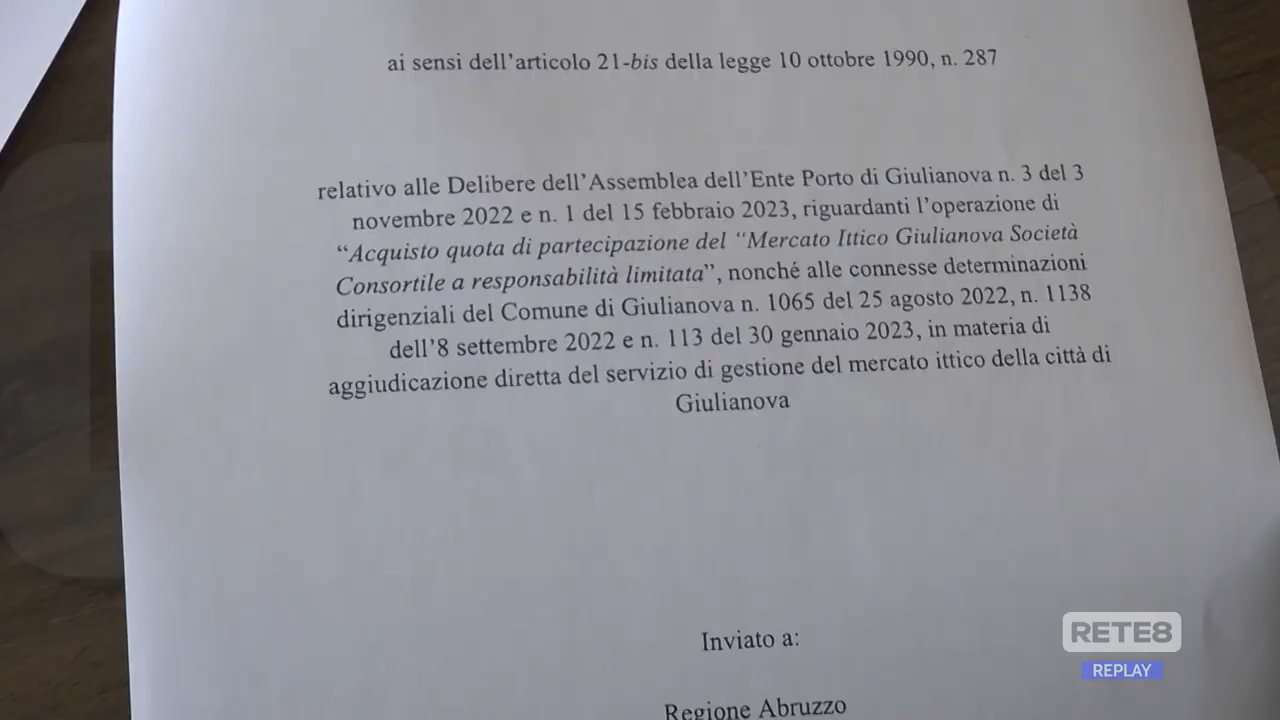 ai sensi dell'articolo 21-bis della legge 10 ottobre 1990, n. 287
relativo alle Delibere dell'Assemblea dell'Ente Porto di Giulianova n. 3 del 3
novembre 2022 e n. 1 del 15 febbraio 2023, riguardanti l'operazione di
“Acquisto quota di partecipazione del “Mercato Ittico Giulianova Società
Consortile a responsabilità limitata”, nonché alle connesse determinazioni
dirigenziali del Comune di Giulianova n. 1065 del 25 agosto 2022, n. 1138
dell'8 settembre 2022 e n. 113 del 30 gennaio 2023, in materia di
aggiudicazione diretta del servizio di gestione del mercato ittico della città di
Giulianova
Inviato a:
RETE8
REPLAY
Regione Abruzzo